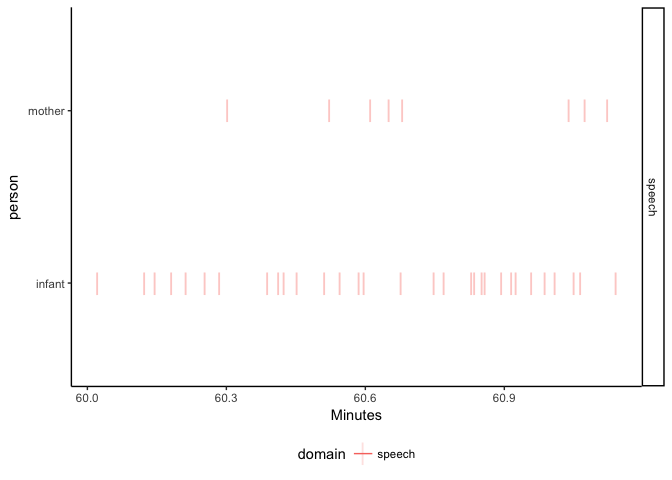 mother
person
infant
speech
60.0 60.3 60.6 60.9
Minutes
domain speech